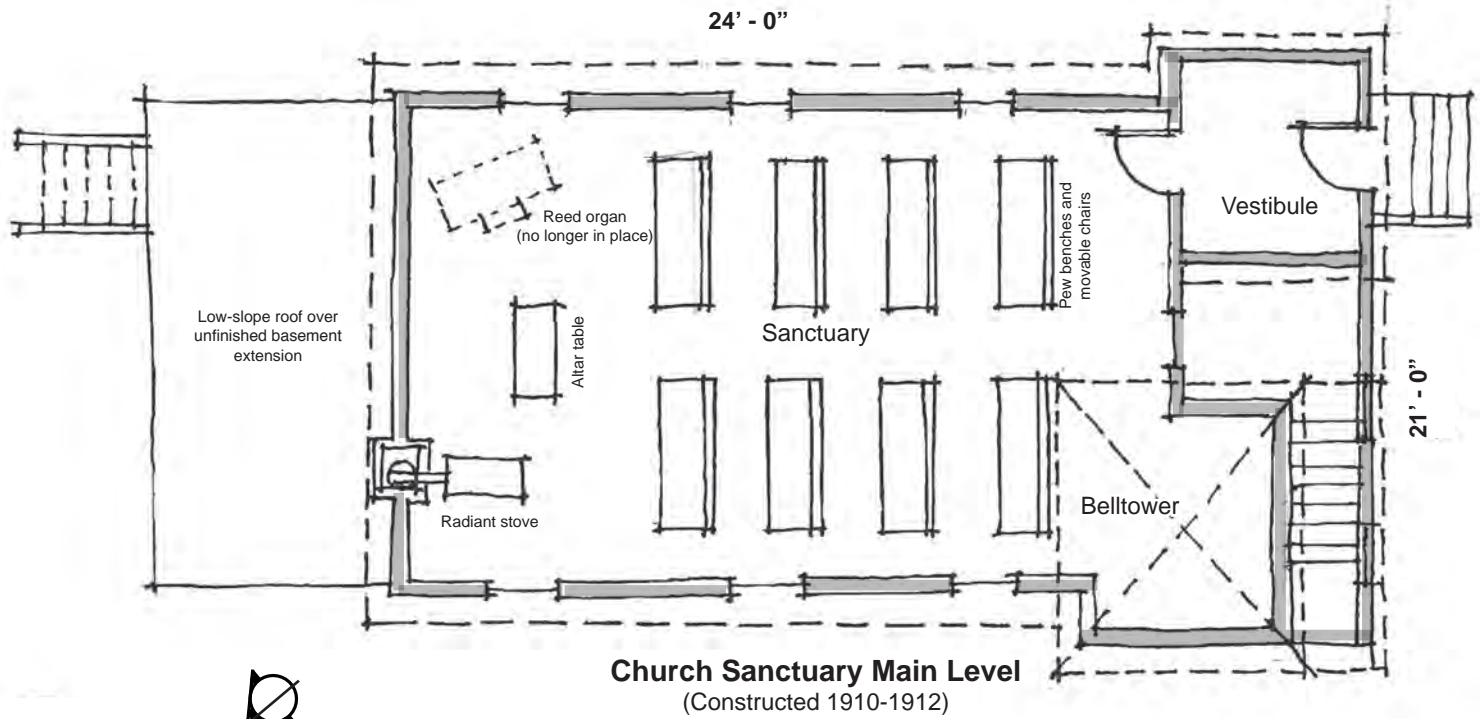 24' - 0”
Reed organ
(no longer in place)
Pew benches and
movable chairs
Vestibule
Low-slope roof over
unfinished basement
extension
Altar table
Sanctuary
21' - 0”
Belltower
Radiant stove
Church Sanctuary Main Level
(Constructed 1910-1912)